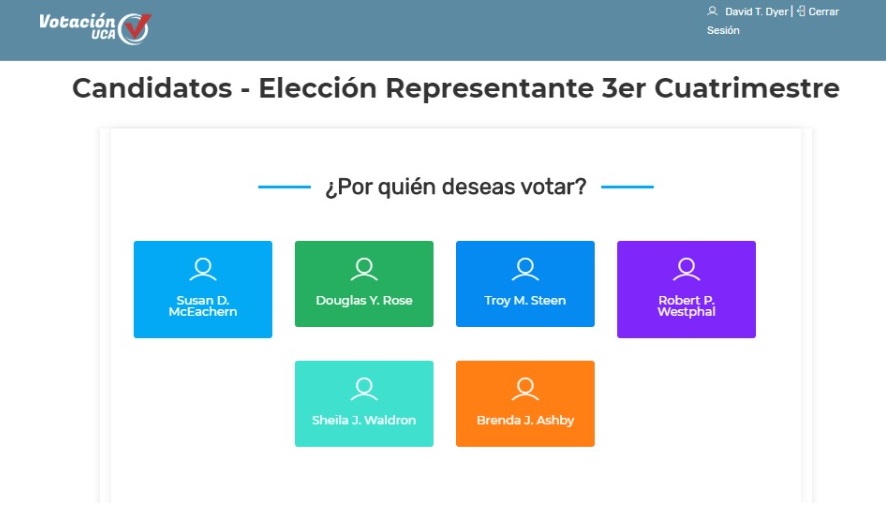 Votación
UCA
David T. Dyer | Cerrar
Sesión
Candidatos - Elección Representante 3er Cuatrimestre
¿Por quién deseas votar?
Susan D.
McEachern
Douglas Y. Rose
Troy M. Steen
Robert P.
Westphal
Sheila J. Waldron
Brenda J. Ashby